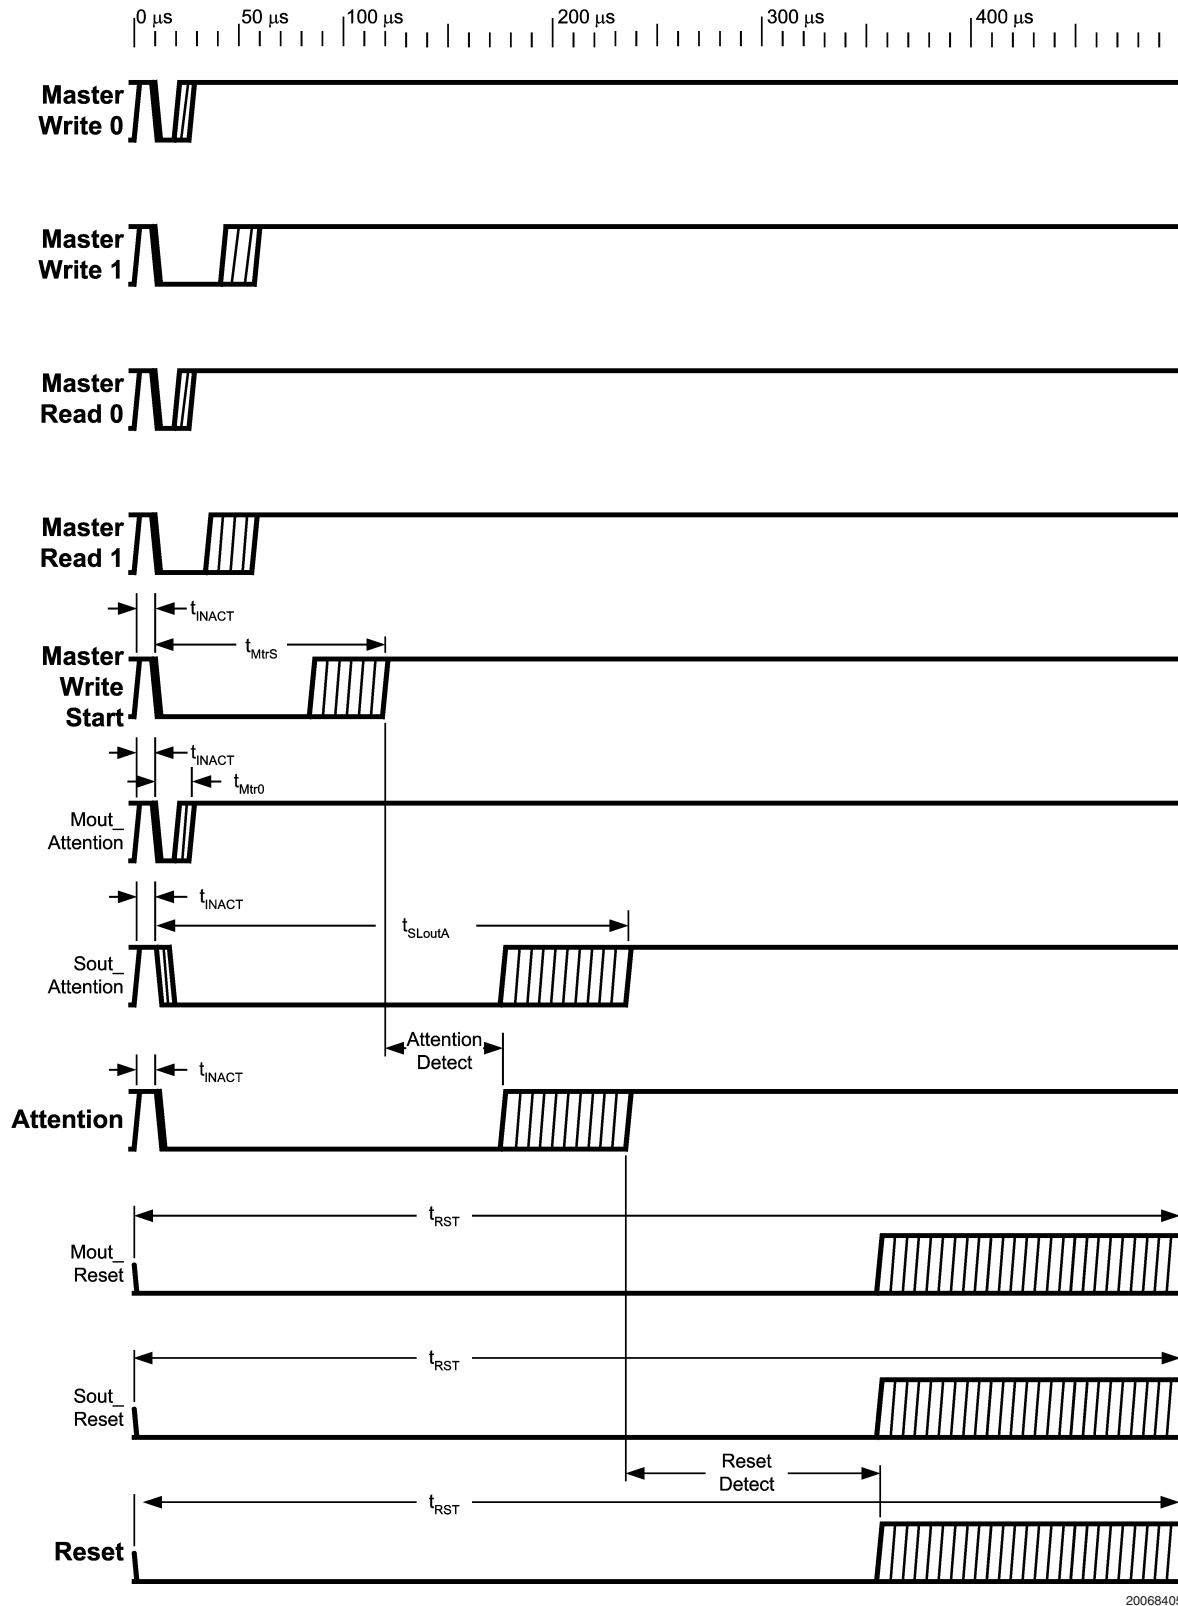 0 µs 50 µs 100 µs 200 µs 300 µs 400 µs
Master
Write 0
Master
Write 1
Master
Read 0
Master
Read 1
tINACT
tMtrS
Master
Write
Start
tINACT
tMtr0
Mout_
Attention
tINACT
tSLoutA
Sout_
Attention
Attention
Detect
tINACT
Attention
tRST
Mout_
Reset
tRST
Sout_
Reset
Reset
Detect
tRST
Reset
20068405